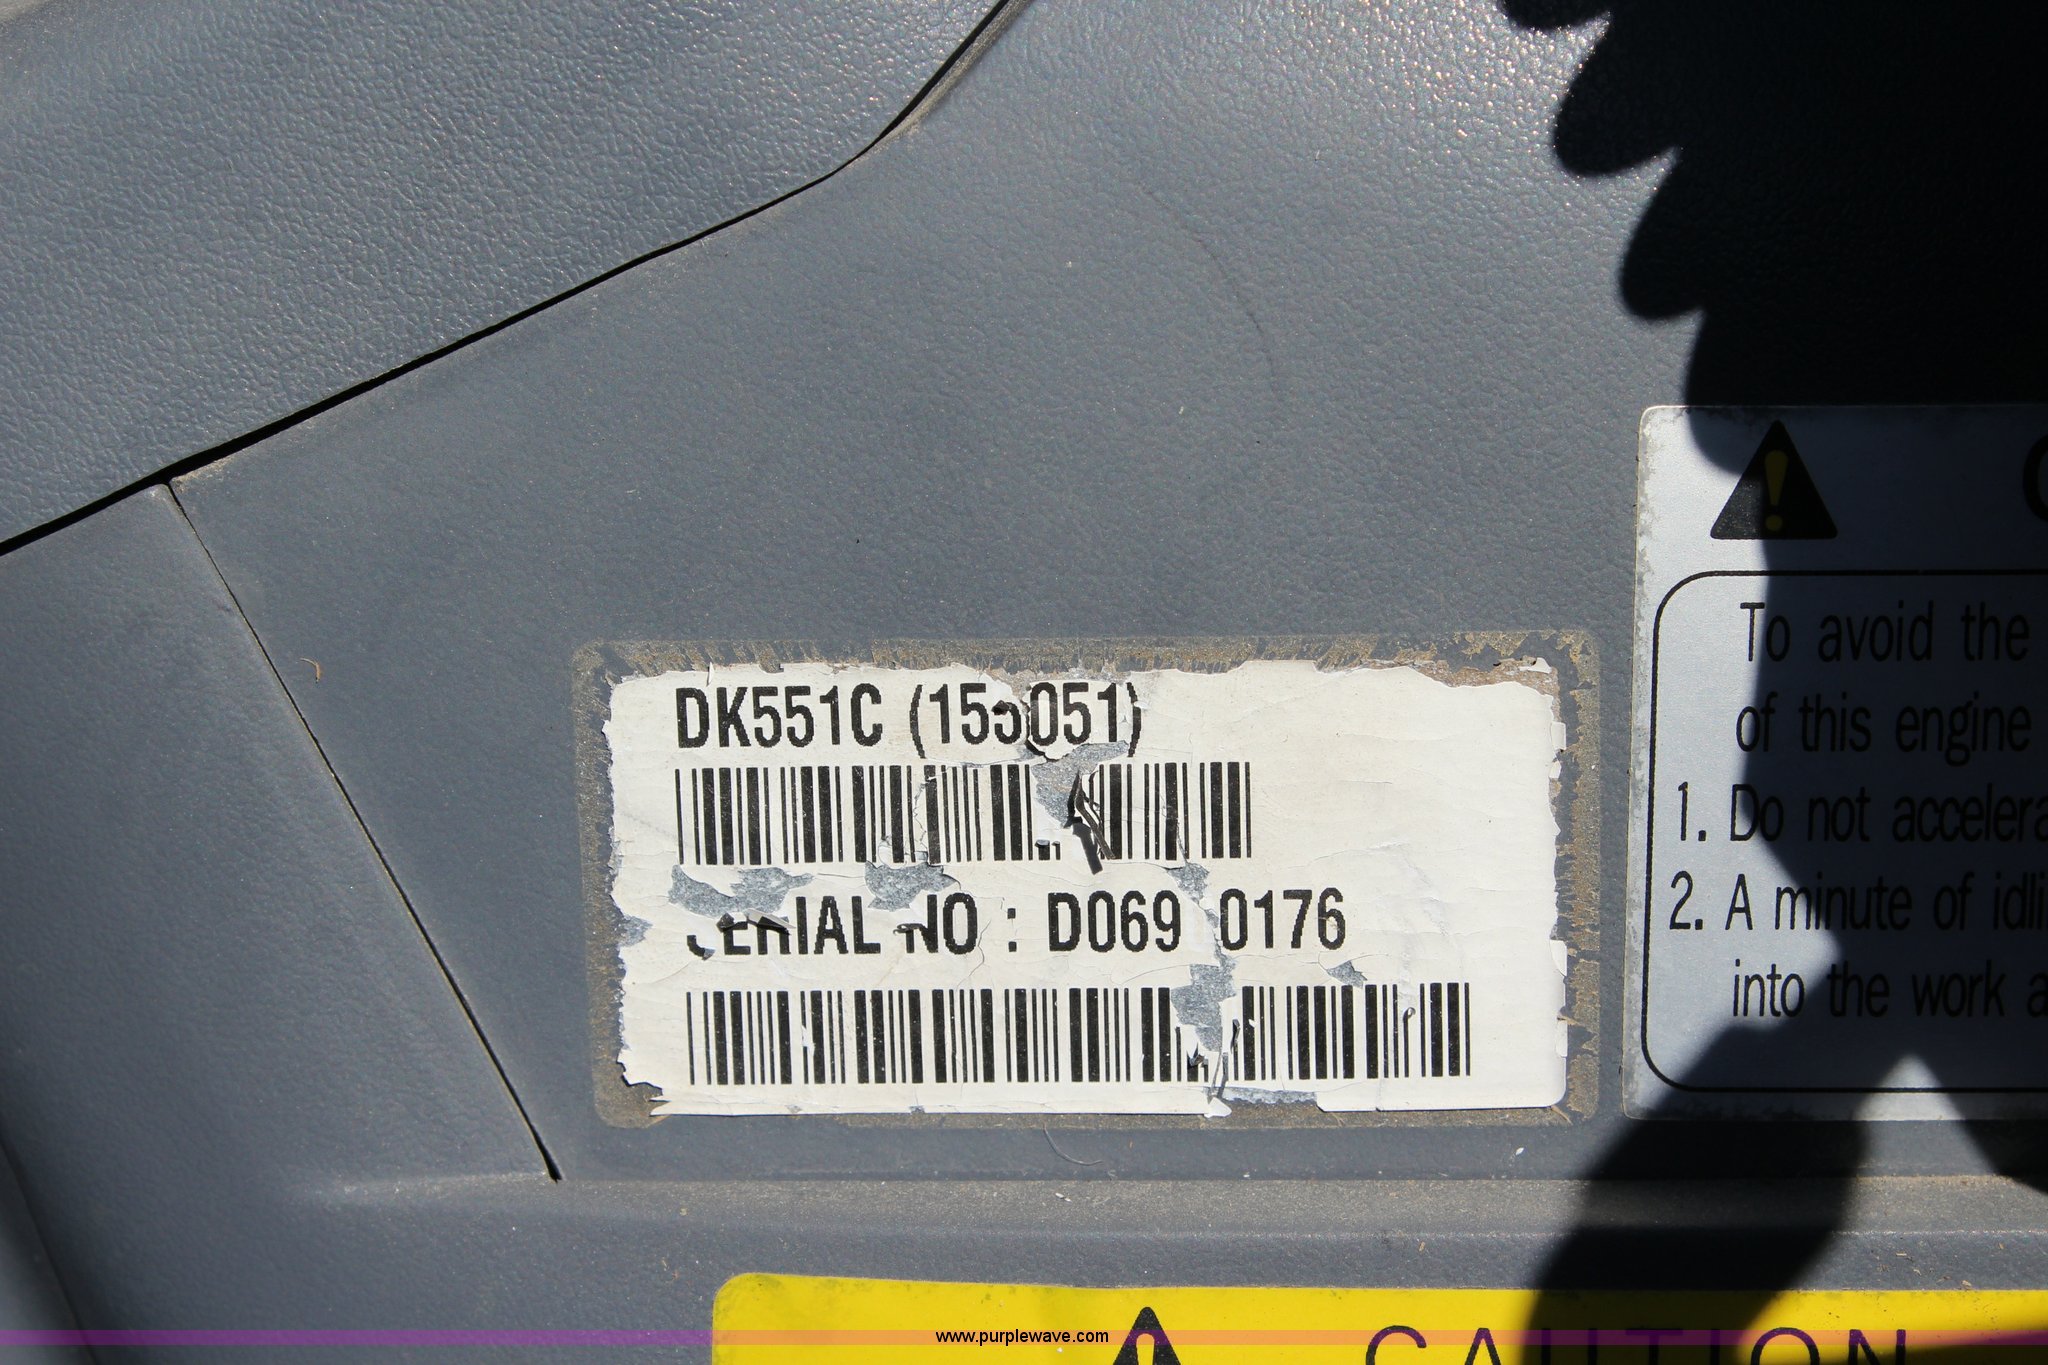 DK551C (155051)
SERIAL NO : D069 0176
To avoid the
of this engine
1. Do not accelera
2. A minute of idli
into the work a
CAUTION
www.purplewave.com